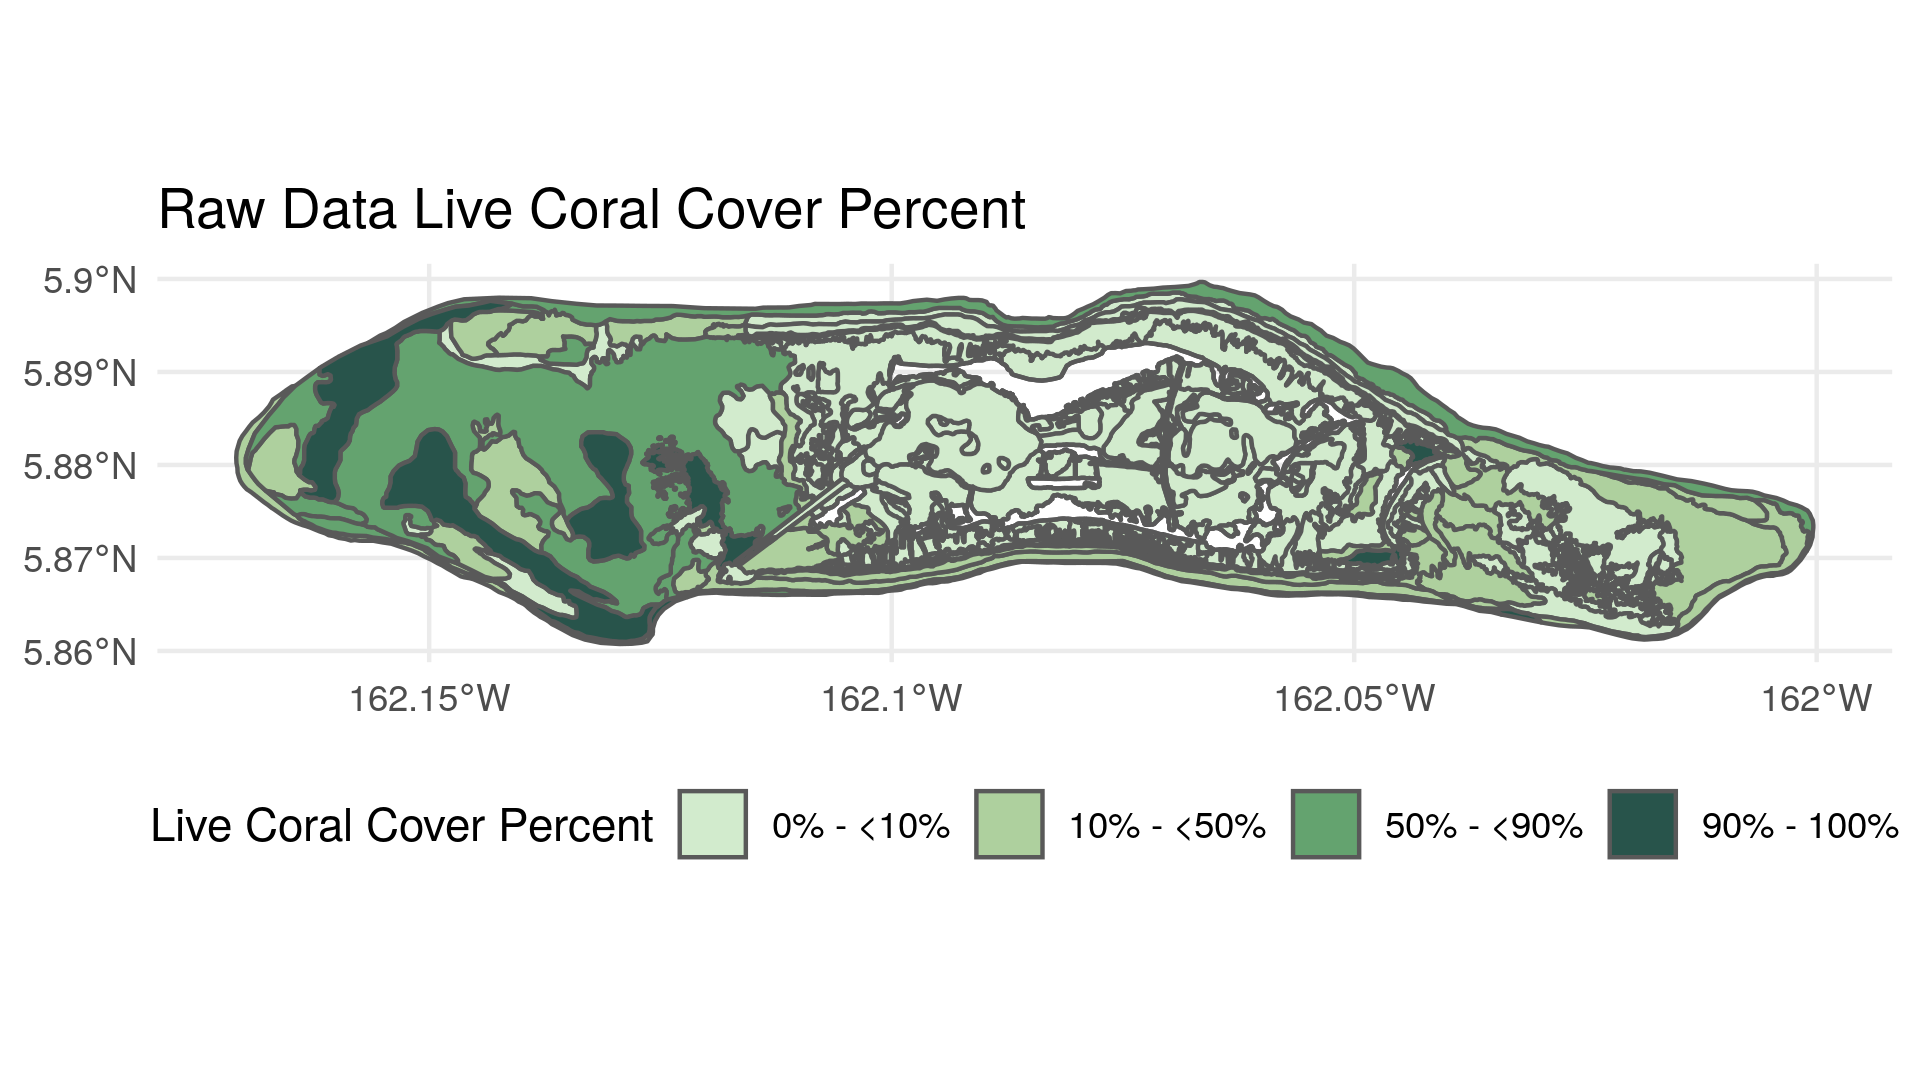 Raw Data Live Coral Cover Percent
5.9°N
5.89°N
5.88°N
5.87°N
5.86°N
162.15°W 162.1°W 162.05°W 162°W
Live Coral Cover Percent 0% - <10% 10% - <50% 50% - <90% 90% - 100%